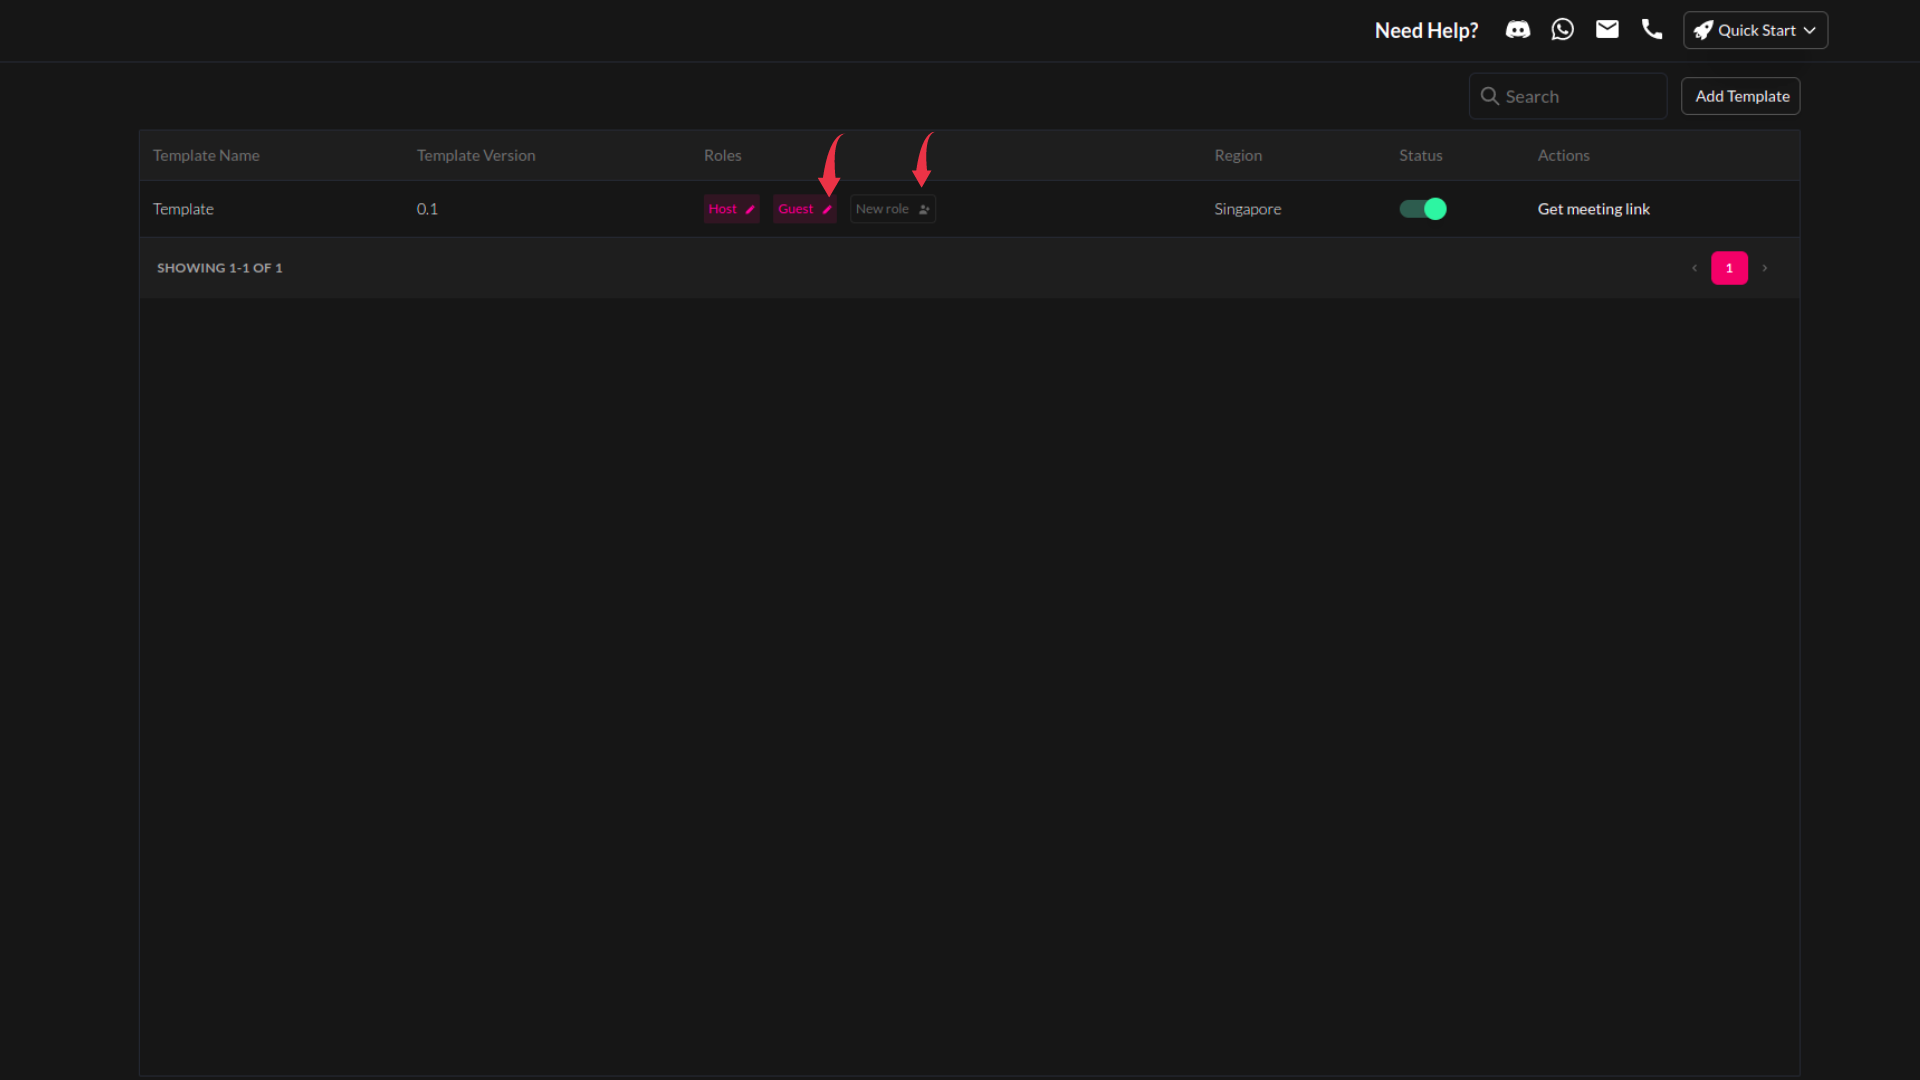 Need Help? Quick Start
Search Add Template
Template Name Template Version Roles Region Status Actions
Template 0.1 Host Guest New role Singapore Get meeting link
SHOWING 1-1 OF 1 1